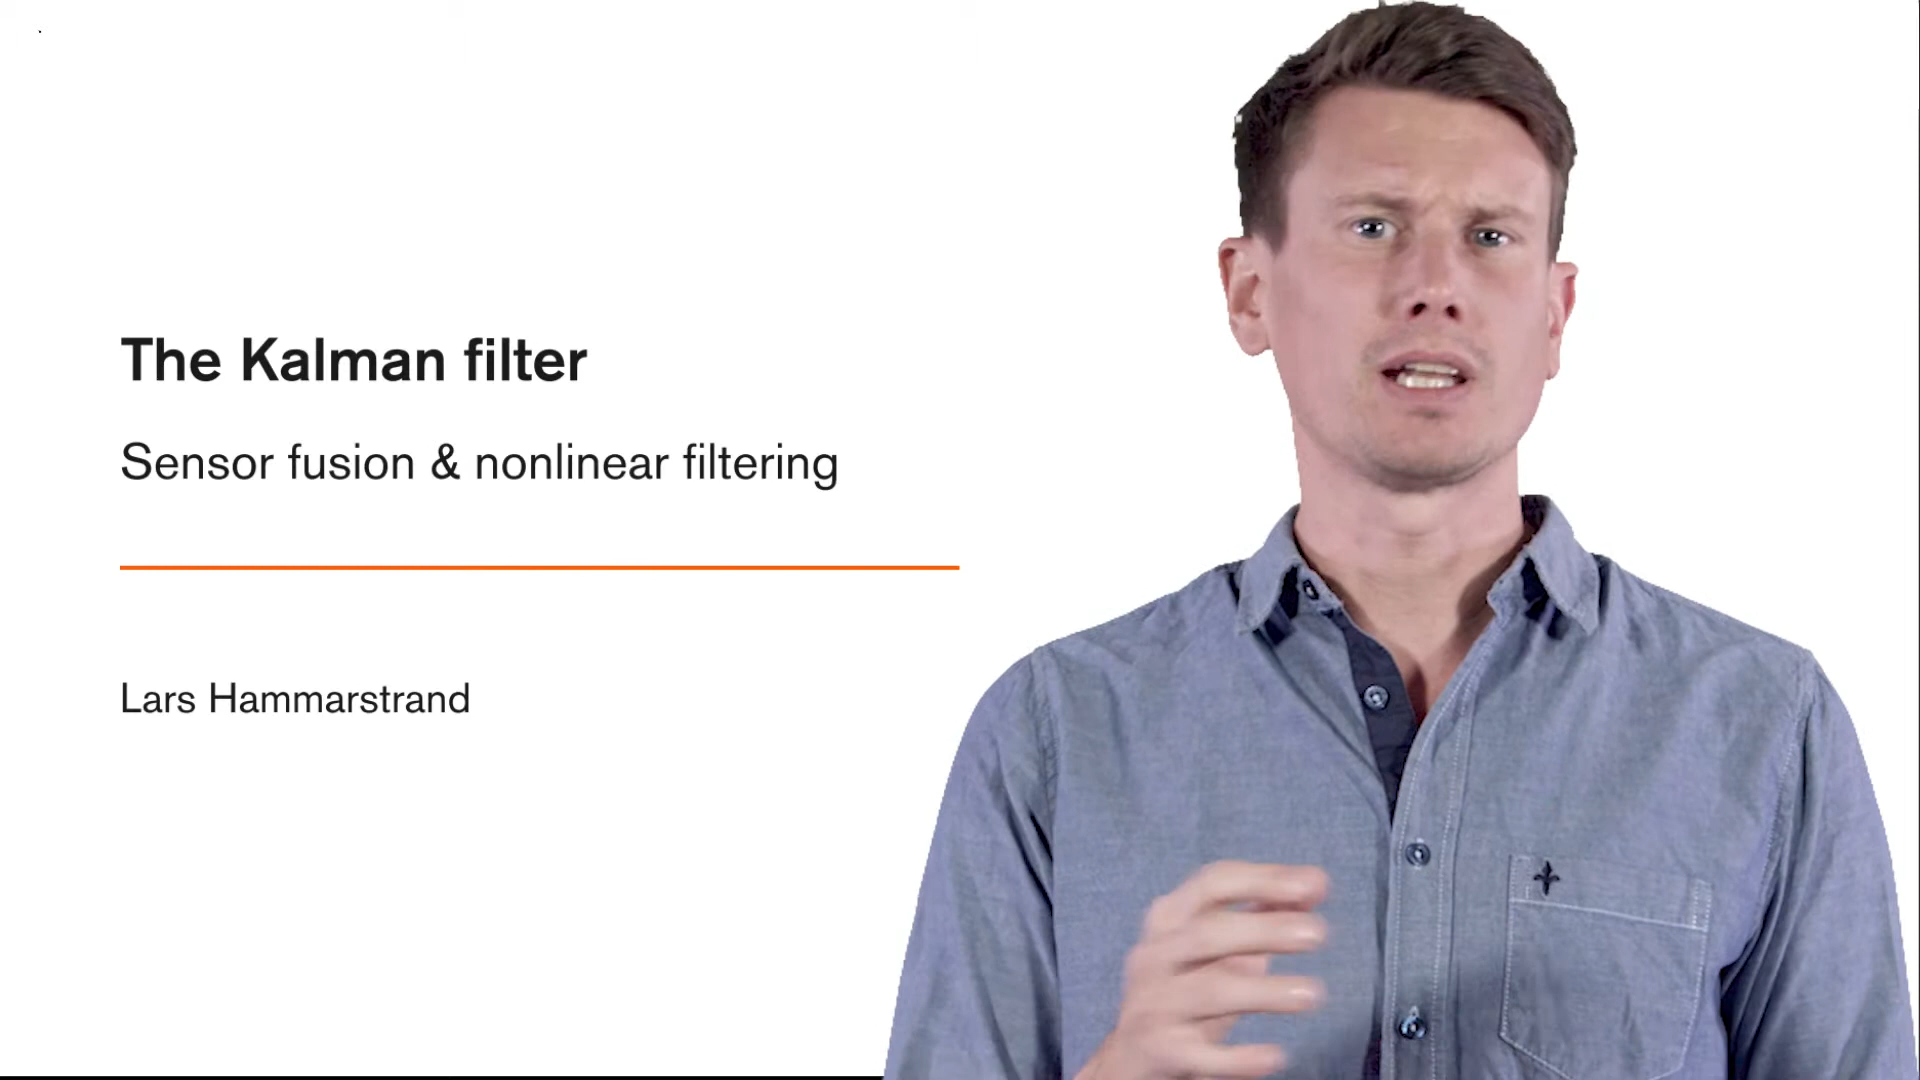 The Kalman filter
Sensor fusion & nonlinear filtering
Lars Hammarstrand